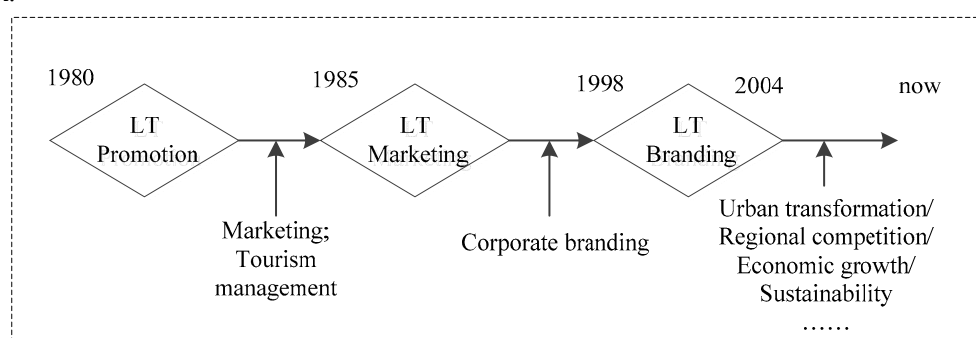 1980
1985
1998
2004
now
LT
Promotion
LT
Marketing
LT
Branding
Marketing;
Tourism
management
Corporate branding
Urban transformation/
Regional competition/
Economic growth/
Sustainability
……